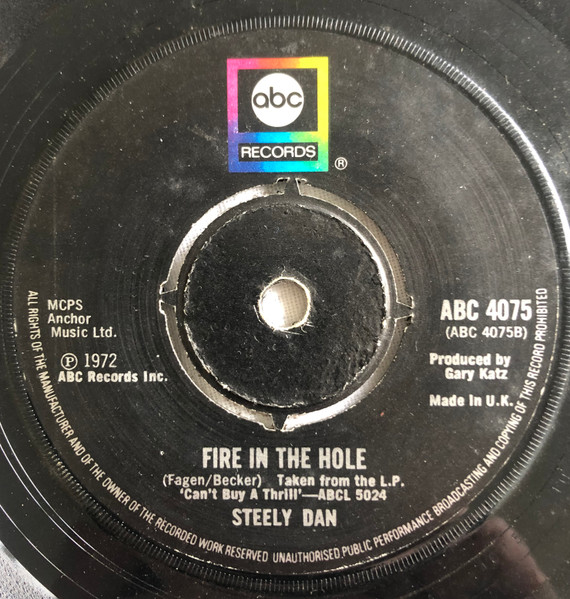 abc
RECORDS ®
MCPS
Anchor
Music Ltd.
Ⓟ 1972
ABC Records Inc.
ABC 4075
(ABC 4075B)
Produced by
Gary Katz
Made in U.K.
FIRE IN THE HOLE
(Fagen/Becker) Taken from the L.P.
'Can't Buy A Thrill'—ABCL 5024
STEELY DAN
ALL RIGHTS OF THE MANUFACTURER AND OF THE OWNER OF THE RECORDED WORK RESERVED UNAUTHORISED PUBLIC PERFORMANCE BROADCASTING AND COPYING OF THIS RECORD PROHIBITED